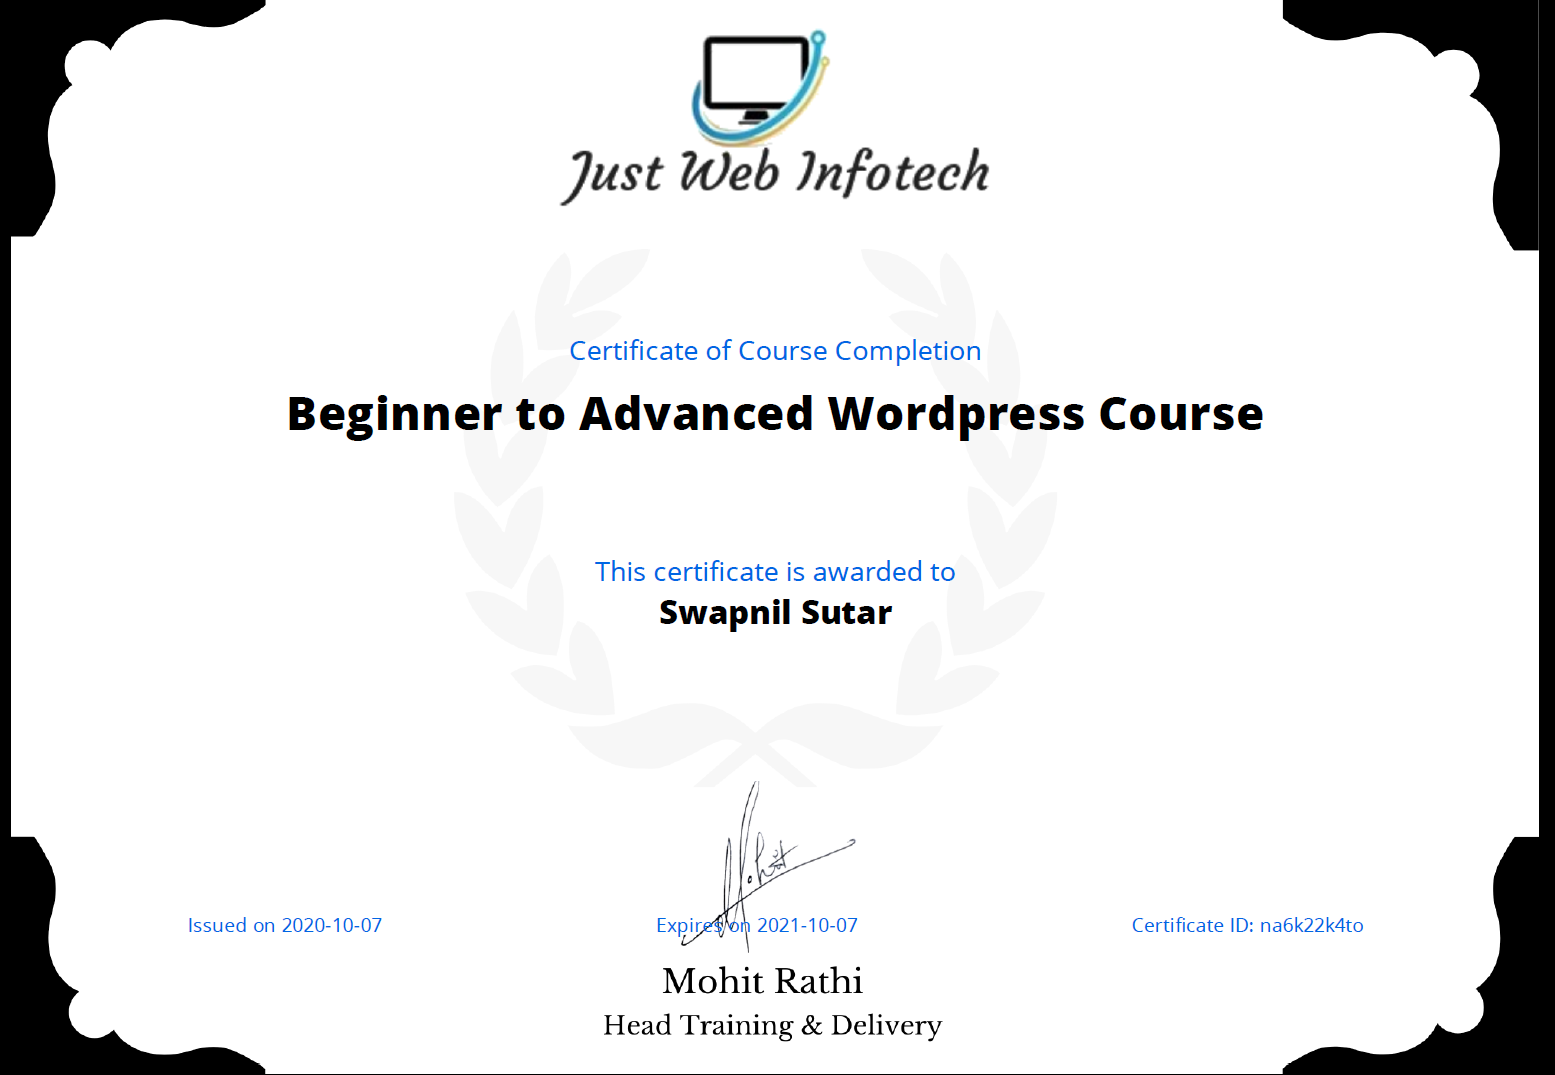 Just Web Infotech
Certificate of Course Completion
Beginner to Advanced Wordpress Course
This certificate is awarded to
Swapnil Sutar
Mohit
Issued on 2020-10-07
Expires on 2021-10-07
Certificate ID: na6k22k4to
Mohit Rathi
Head Training & Delivery